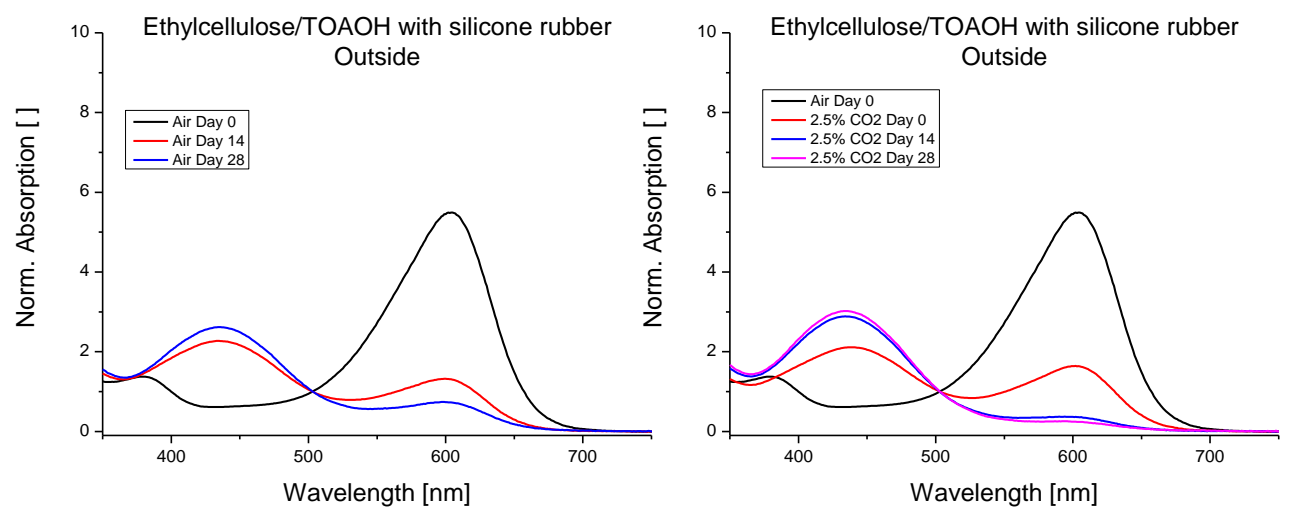 Ethylcellulose/TOAOH with silicone rubber
Outside
10
8
6
4
2
0
Norm. Absorption [ ]
Air Day 0
Air Day 14
Air Day 28
400 500 600 700
Wavelength [nm]
Ethylcellulose/TOAOH with silicone rubber
Outside
10
8
6
4
2
0
Norm. Absorption [ ]
Air Day 0
2.5% CO2 Day 0
2.5% CO2 Day 14
2.5% CO2 Day 28
400 500 600 700
Wavelength [nm]